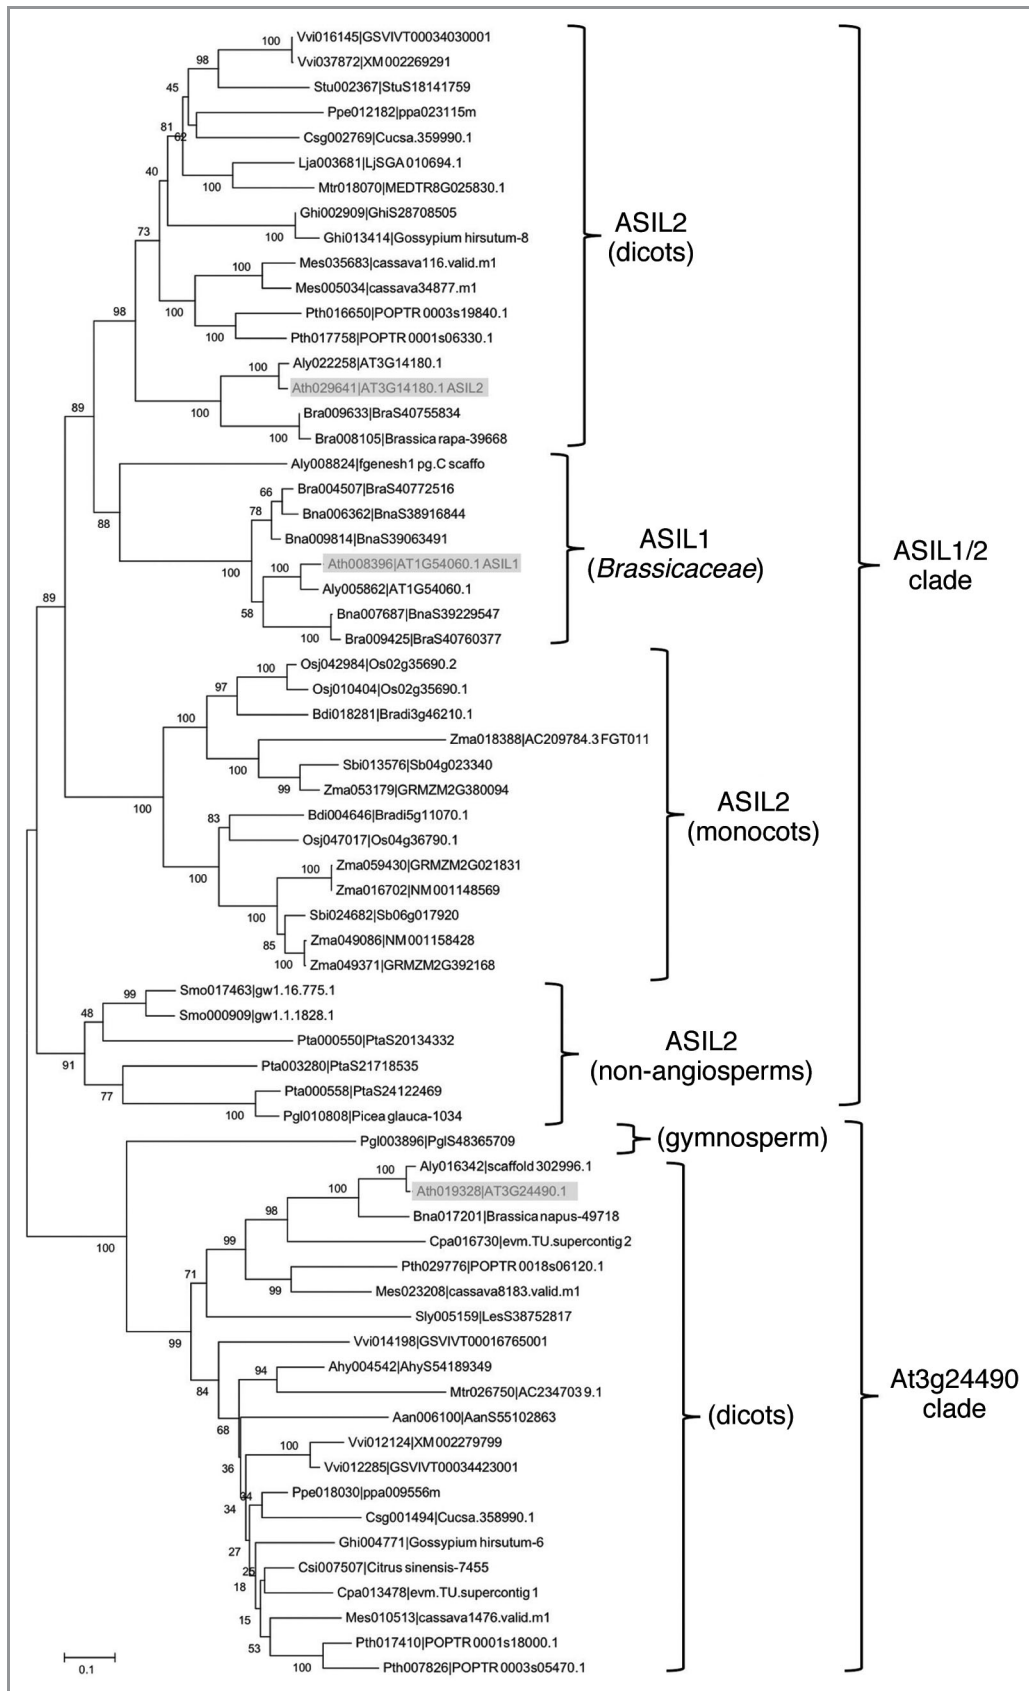 Vvi016145|GSVIVT00034030001
100
Vvi037872|XM 002269291
98
Stu002367|StuS18141759
45
Ppe012182|ppa023115m
81
62
Csg002769|Cucsa.359990.1
Lja003681|LjSGA 010694.1
40
100
Mtr018070|MEDTR8G025830.1
Ghi002909|GhiS28708505
ASIL2
(dicots)
73
100
Ghi013414|Gossypium hirsutum-8
Mes035683|cassava116.valid.m1
100
Mes005034|cassava34877.m1
100
Pth016650|POPTR 0003s19840.1
98
100
Pth017758|POPTR 0001s06330.1
Aly022258|AT3G14180.1
100
Ath029641|AT3G14180.1 ASIL2
89
100
Bra009633|BraS40755834
100
Bra008105|Brassica rapa-39668
Aly008824|fgenesh1 pg.C scaffo
66
Bra004507|BraS40772516
78
88
Bna006362|BnaS38916844
Bna009814|BnaS39063491
ASIL1
(Brassicaceae)
ASIL1/2
clade
100
100
Ath008396|AT1G54060.1 ASIL1
Aly005862|AT1G54060.1
89
58
Bna007687|BnaS39229547
100
Bra009425|BraS40760377
Osj042984|Os02g35690.2
100
97
Osj010404|Os02g35690.1
100
Bdi018281|Bradi3g46210.1
Zma018388|AC209784.3 FGT011
100
Sbi013576|Sb04g023340
99
Zma053179|GRMZM2G380094
100
ASIL2
(monocots)
83
Bdi004646|Bradi5g11070.1
Osj047017|Os04g36790.1
100
100
Zma059430|GRMZM2G021831
Zma016702|NM 001148569
100
Sbi024682|Sb06g017920
85
Zma049086|NM 001158428
100
Zma049371|GRMZM2G392168
99
Smo017463|gw1.16.775.1
48
Smo000909|gw1.1.1828.1
Pta000550|PtaS20134332
ASIL2
(non-angiosperms)
91
Pta003280|PtaS21718535
77
Pta000558|PtaS24122469
100
Pgl010808|Picea glauca-1034
Pgl003896|PglS48365709
(gymnosperm)
100
Aly016342|scaffold 302996.1
100
Ath019328|AT3G24490.1
98
Bna017201|Brassica napus-49718
100
99
Cpa016730|evm.TU.supercontig 2
71
Pth029776|POPTR 0018s06120.1
99
Mes023208|cassava8183.valid.m1
Sly005159|LesS38752817
99
Vvi014198|GSVIVT00016765001
94
Ahy004542|AhyS54189349
84
Mtr026750|AC234703 9.1
At3g24490
clade
68
Aan006100|AanS55102863
(dicots)
100
Vvi012124|XM 002279799
36
Vvi012285|GSVIVT00034423001
Ppe018030|ppa009556m
34
Csg001494|Cucsa.358990.1
27
Ghi004771|Gossypium hirsutum-6
Csi007507|Citrus sinensis-7455
18
Cpa013478|evm.TU.supercontig 1
15
Mes010513|cassava1476.valid.m1
53
Pth017410|POPTR 0001s18000.1
100
Pth007826|POPTR 0003s05470.1
0.1